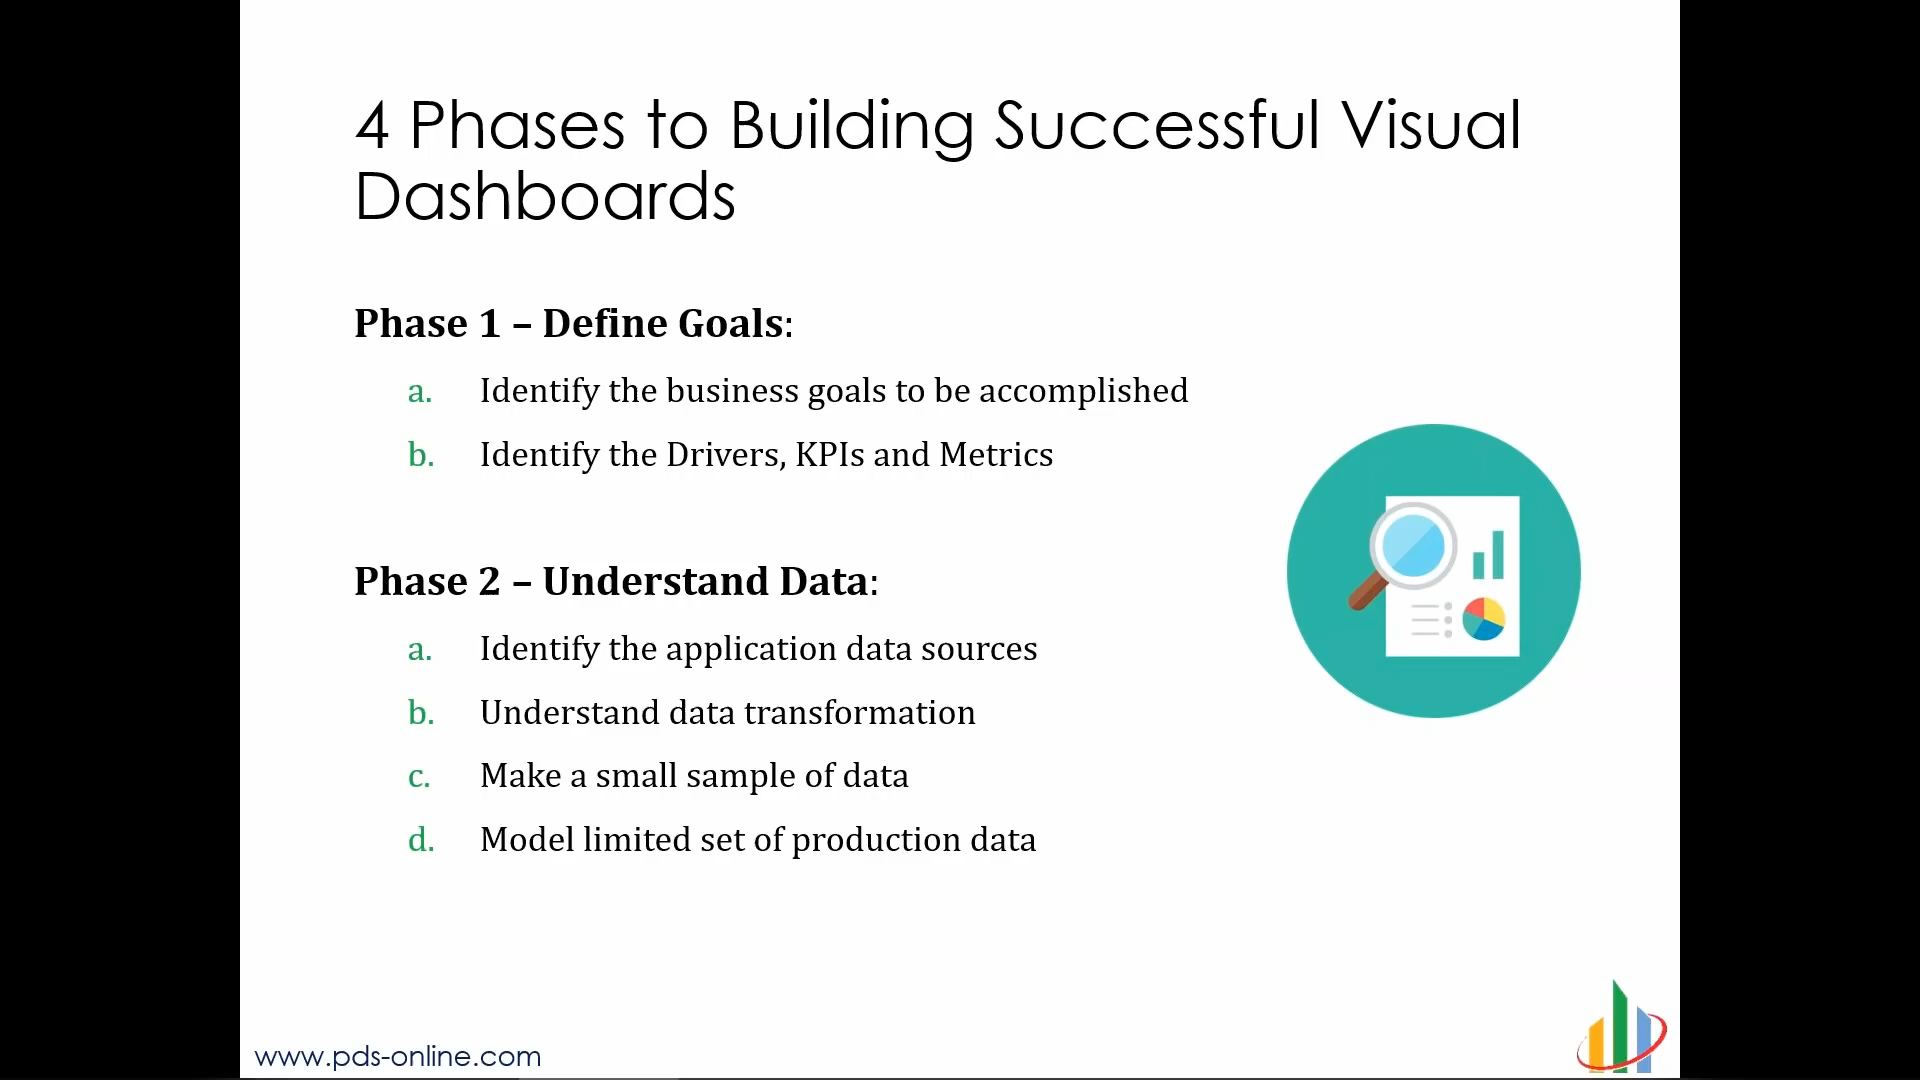 4 Phases to Building Successful Visual
Dashboards
Phase 1 – Define Goals:
a. Identify the business goals to be accomplished
b. Identify the Drivers, KPIs and Metrics
Phase 2 – Understand Data:
a. Identify the application data sources
b. Understand data transformation
c. Make a small sample of data
d. Model limited set of production data
www.pds-online.com